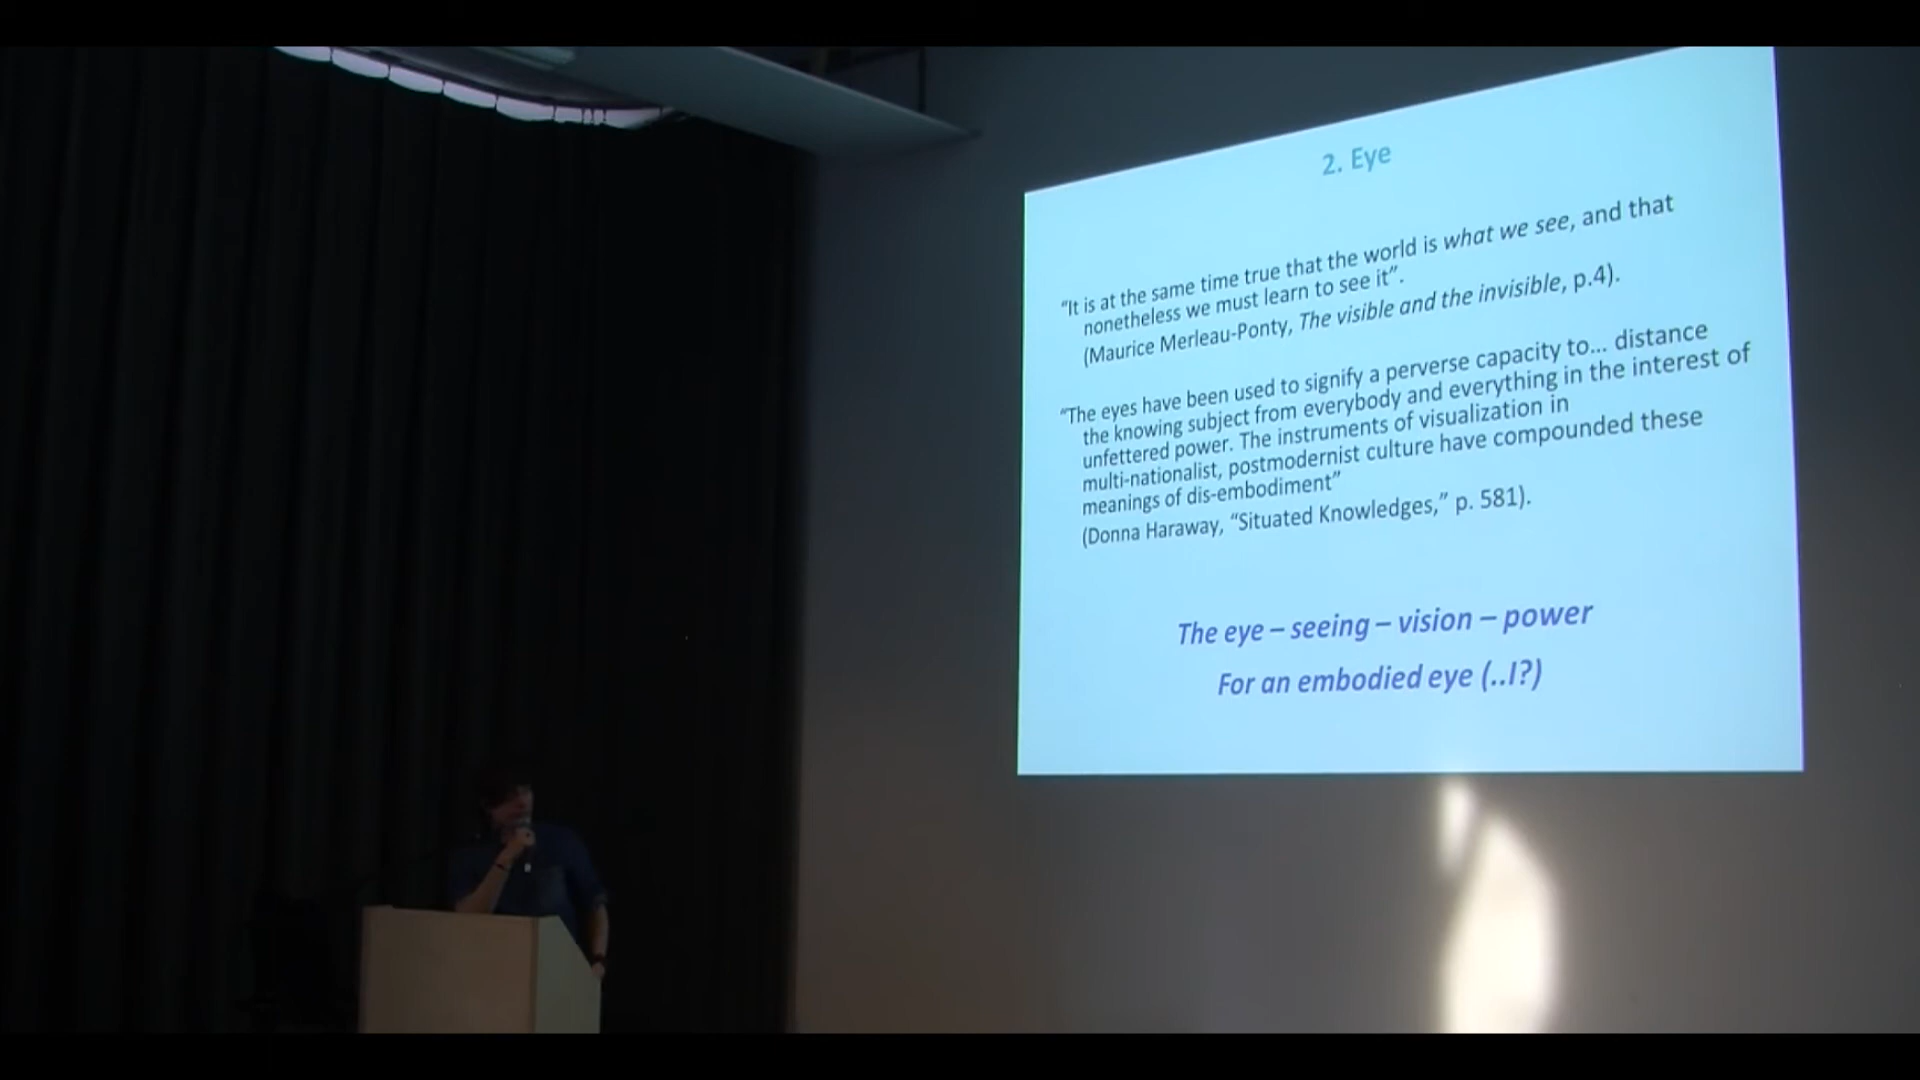 2. Eye
“It is at the same time true that the world is what we see, and that
nonetheless we must learn to see it”.
(Maurice Merleau-Ponty, The visible and the invisible, p.4).
“The eyes have been used to signify a perverse capacity to... distance
the knowing subject from everybody and everything in the interest of
unfettered power. The instruments of visualization in
multi-nationalist, postmodernist culture have compounded these
meanings of dis-embodiment”
(Donna Haraway, “Situated Knowledges,” p. 581).
The eye – seeing – vision – power
For an embodied eye (..I?)